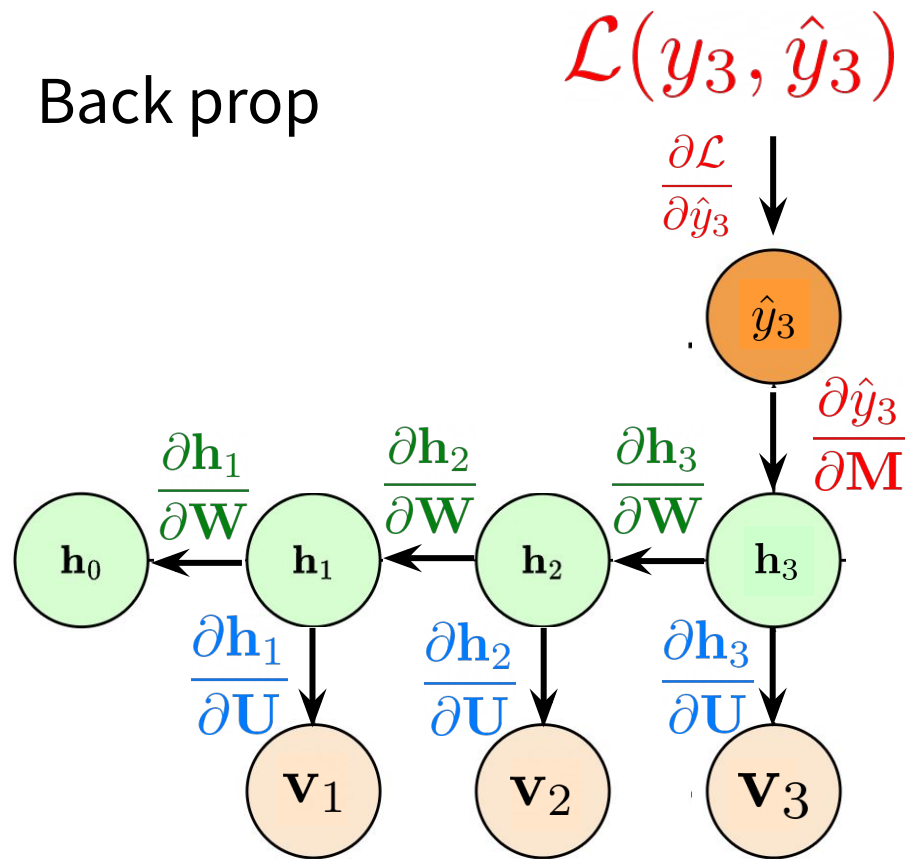 Back prop
ℒ(y₃, ŷ₃)
∂ℒ/∂ŷ₃
ŷ₃
∂ŷ₃/∂𝐌
∂𝐡₁/∂𝐖
∂𝐡₂/∂𝐖
∂𝐡₃/∂𝐖
𝐡₀
𝐡₁
𝐡₂
𝐡₃
∂𝐡₁/∂𝐔
∂𝐡₂/∂𝐔
∂𝐡₃/∂𝐔
𝐯₁
𝐯₂
𝐯₃